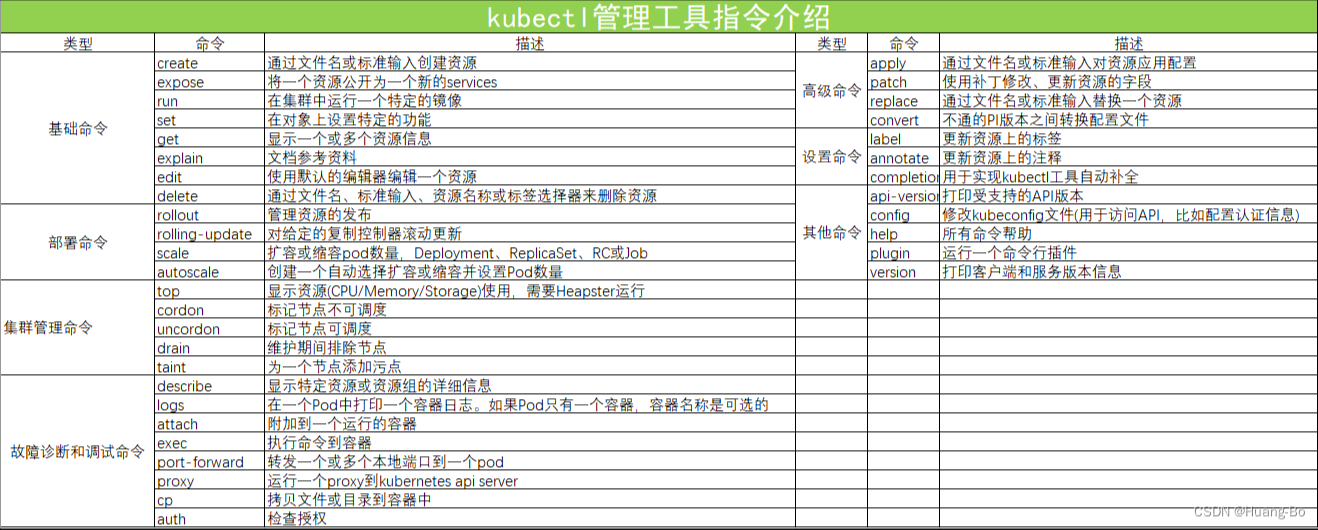 kubectl管理工具指令介绍
类型 命令 描述 类型 命令 描述
基础命令 create 通过文件名或标准输入创建资源 高级命令 apply 通过文件名或标准输入对资源应用配置
expose 将一个资源公开为一个新的services patch 使用补丁修改、更新资源的字段
run 在集群中运行一个特定的镜像 replace 通过文件名或标准输入替换一个资源
set 在对象上设置特定的功能 convert 不通的PI版本之间转换配置文件
get 显示一个或多个资源信息 设置命令 label 更新资源上的标签
explain 文档参考资料 annotate 更新资源上的注释
edit 使用默认的编辑器编辑一个资源 completion 用于实现kubectl工具自动补全
delete 通过文件名、标准输入、资源名称或标签选择器来删除资源 其他命令 api-version 打印受支持的API版本
部署命令 rollout 管理资源的发布 config 修改kubeconfig文件(用于访问API，比如配置认证信息)
rolling-update 对给定的复制控制器滚动更新 help 所有命令帮助
scale 扩容或缩容pod数量，Deployment、ReplicaSet、RC或Job plugin 运行一个命令行插件
autoscale 创建一个自动选择扩容或缩容并设置Pod数量 version 打印客户端和服务版本信息
集群管理命令 top 显示资源(CPU/Memory/Storage)使用，需要Heapster运行
cordon 标记节点不可调度
uncordon 标记节点可调度
drain 维护期间排除节点
taint 为一个节点添加污点
故障诊断和调试命令 describe 显示特定资源或资源组的详细信息
logs 在一个Pod中打印一个容器日志。如果Pod只有一个容器，容器名称是可选的
attach 附加到一个运行的容器
exec 执行命令到容器
port-forward 转发一个或多个本地端口到一个pod
proxy 运行一个proxy到kubernetes api server
cp 拷贝文件或目录到容器中
auth 检查授权
CSDN @Huang-Bo